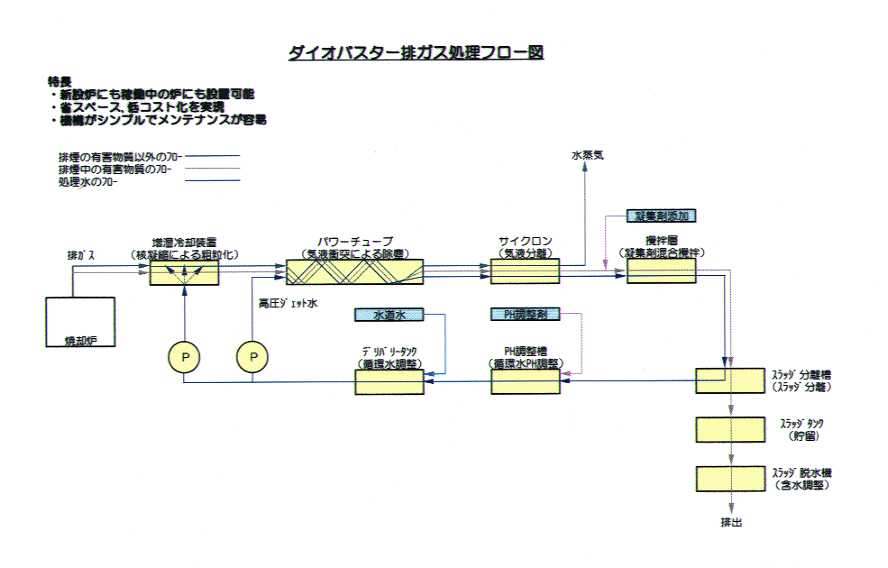 ダイオバスター排ガス処理フロー図
特長
・新設炉にも稼働中の炉にも設置可能
・省スペース、低コスト化を実現
・機構がシンプルでメンテナンスが容易
排煙の有害物質以外のﾌﾛｰ
排煙中の有害物質のﾌﾛｰ
処理水のﾌﾛｰ
水蒸気
凝集剤添加
排ｶﾞｽ
増湿冷却装置
(核凝縮による粗粒化)
パワーチューブ
(気液衝突による除塵)
サイクロン
(気液分離)
攪拌層
(凝集剤混合攪拌)
高圧ｼﾞｪｯﾄ水
水道水
PH調整剤
焼却炉
P
P
ﾃﾞﾘﾊﾞﾘｰﾀﾝｸ
(循環水調整)
PH調整槽
(循環水PH調整)
ｽﾗｯｼﾞ分離槽
(ｽﾗｯｼﾞ分離)
ｽﾗｯｼﾞﾀﾝｸ
(貯留)
ｽﾗｯｼﾞ脱水機
(含水調整)
排出